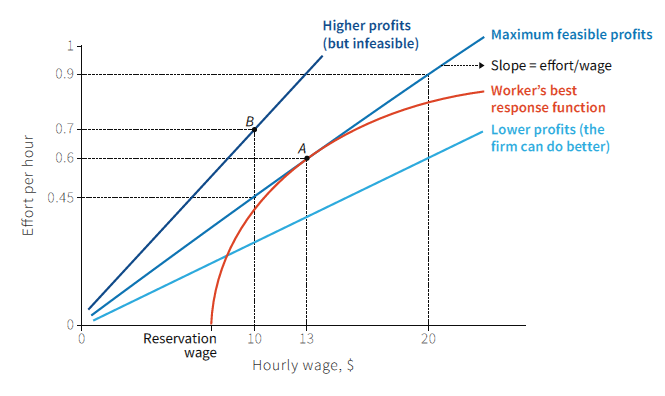 Higher profits
(but infeasible)
Maximum feasible profits
Slope = effort/wage
Worker's best
response function
Lower profits (the
firm can do better)
Effort per hour
1
0.9
0.7
0.6
0.45
0
B
A
0
Reservation
wage
10
13
20
Hourly wage, $